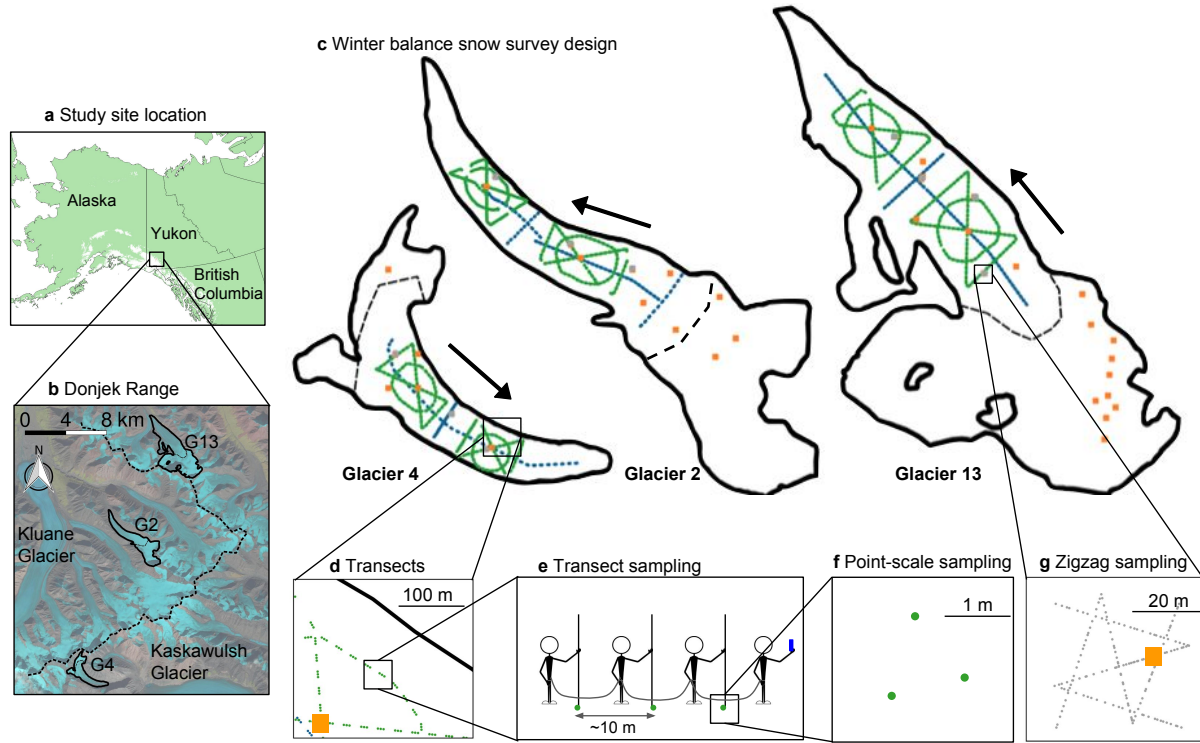 c Winter balance snow survey design
a Study site location
Alaska
Yukon
British
Columbia
b Donjek Range
0 4 8 km
N
G13
G2
Kluane
Glacier
Kaskawulsh
Glacier
G4
Glacier 4
Glacier 2
Glacier 13
d Transects
100 m
e Transect sampling
~10 m
f Point-scale sampling
1 m
g Zigzag sampling
20 m